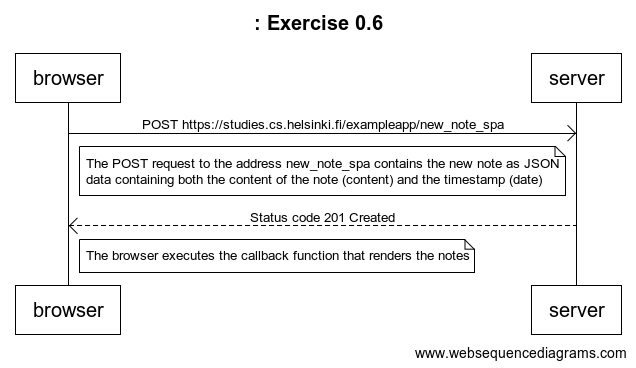 : Exercise 0.6
browser
server
POST https://studies.cs.helsinki.fi/exampleapp/new_note_spa
The POST request to the address new_note_spa contains the new note as JSON
data containing both the content of the note (content) and the timestamp (date)
Status code 201 Created
The browser executes the callback function that renders the notes
browser
server
www.websequencediagrams.com